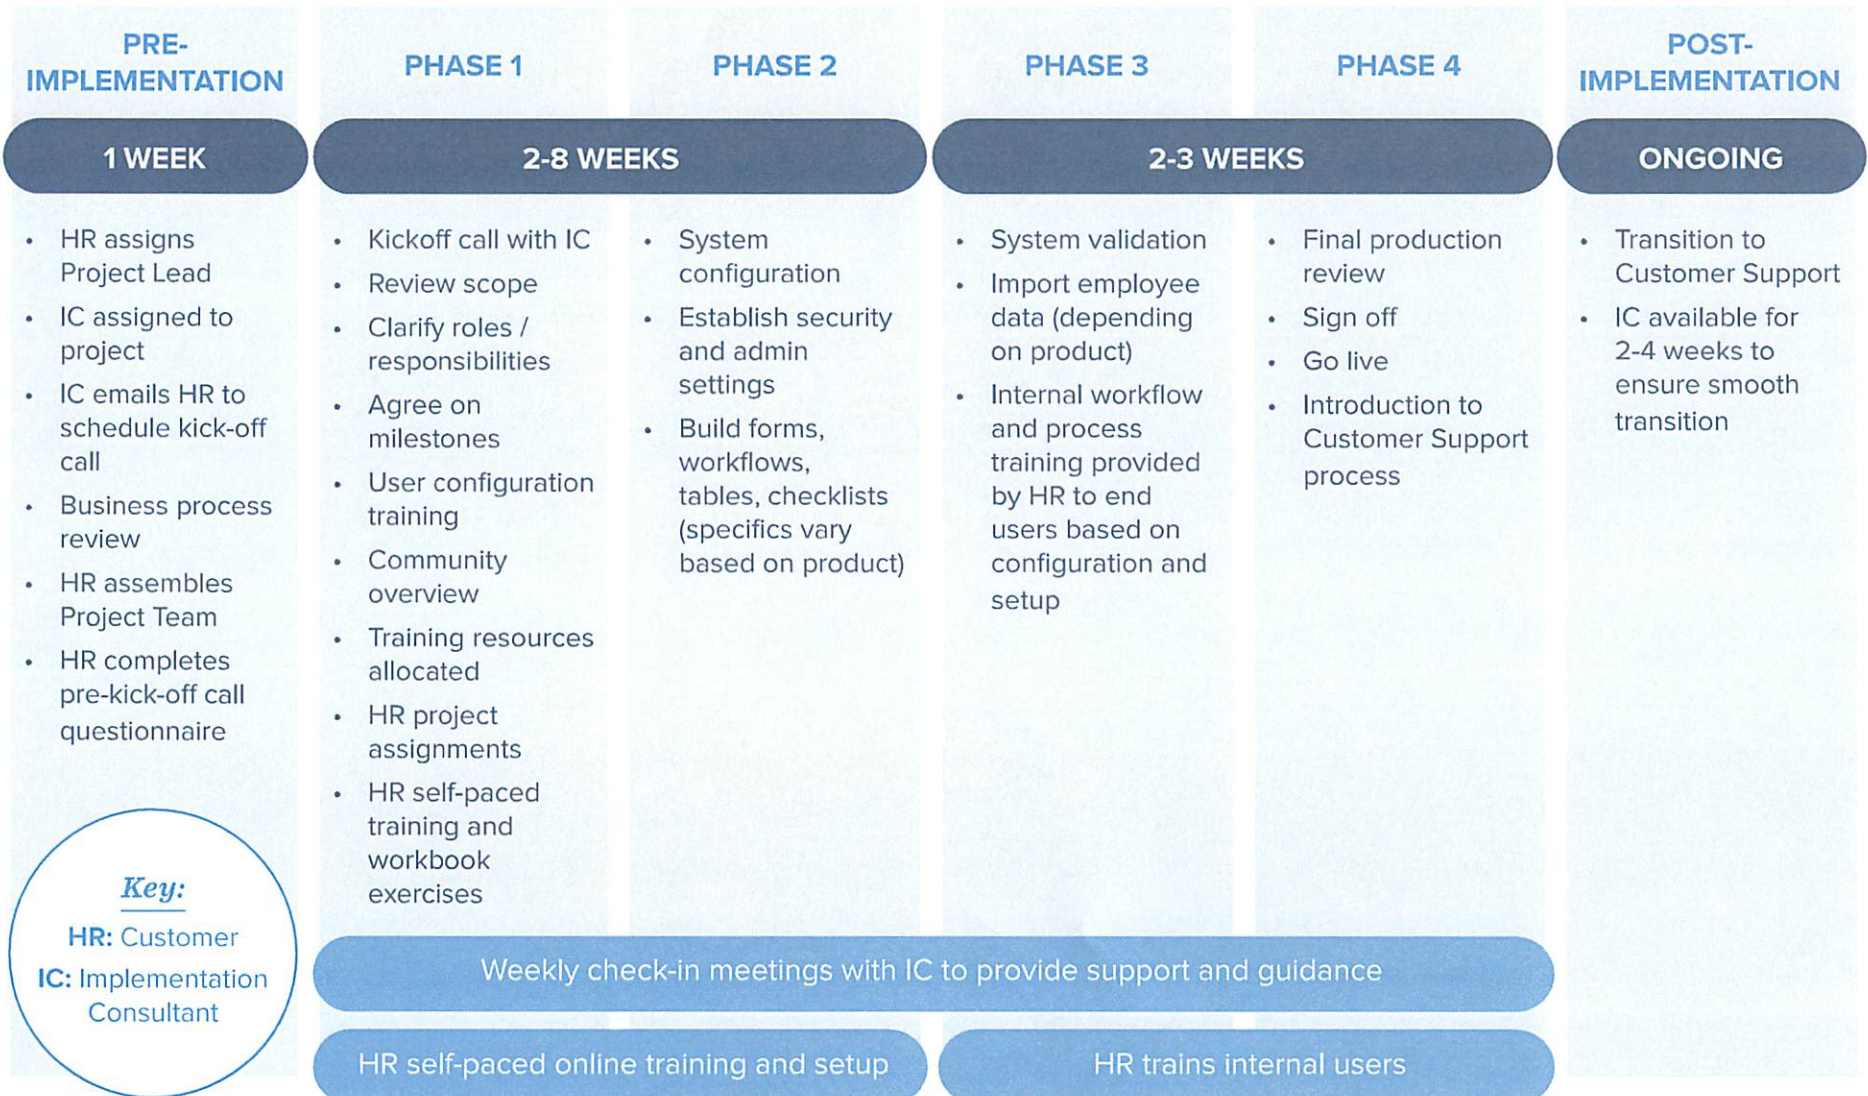 PRE-
IMPLEMENTATION
PHASE 1
PHASE 2
PHASE 3
PHASE 4
POST-
IMPLEMENTATION
1 WEEK
2-8 WEEKS
2-3 WEEKS
ONGOING
• HR assigns
Project Lead
• IC assigned to
project
• IC emails HR to
schedule kick-off
call
• Business process
review
• HR assembles
Project Team
• HR completes
pre-kick-off call
questionnaire
• Kickoff call with IC
• Review scope
• Clarify roles /
responsibilities
• Agree on
milestones
• User configuration
training
• Community
overview
• Training resources
allocated
• HR project
assignments
• HR self-paced
training and
workbook
exercises
• System
configuration
• Establish security
and admin
settings
• Build forms,
workflows,
tables, checklists
(specifics vary
based on product)
• System validation
• Import employee
data (depending
on product)
• Internal workflow
and process
training provided
by HR to end
users based on
configuration and
setup
• Final production
review
• Sign off
• Go live
• Introduction to
Customer Support
process
• Transition to
Customer Support
• IC available for
2-4 weeks to
ensure smooth
transition
Key:
HR: Customer
IC: Implementation
Consultant
Weekly check-in meetings with IC to provide support and guidance
HR self-paced online training and setup
HR trains internal users